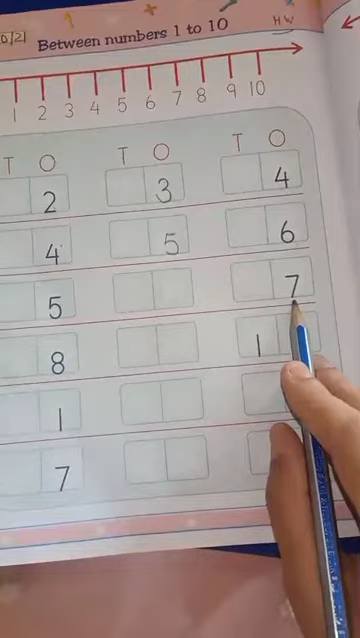 0/2/
Between numbers 1 to 10
HW
1 2 3 4 5 6 7 8 9 10
T O T O T O
2 3 4
4 5 6
5 7
8 1
1
7